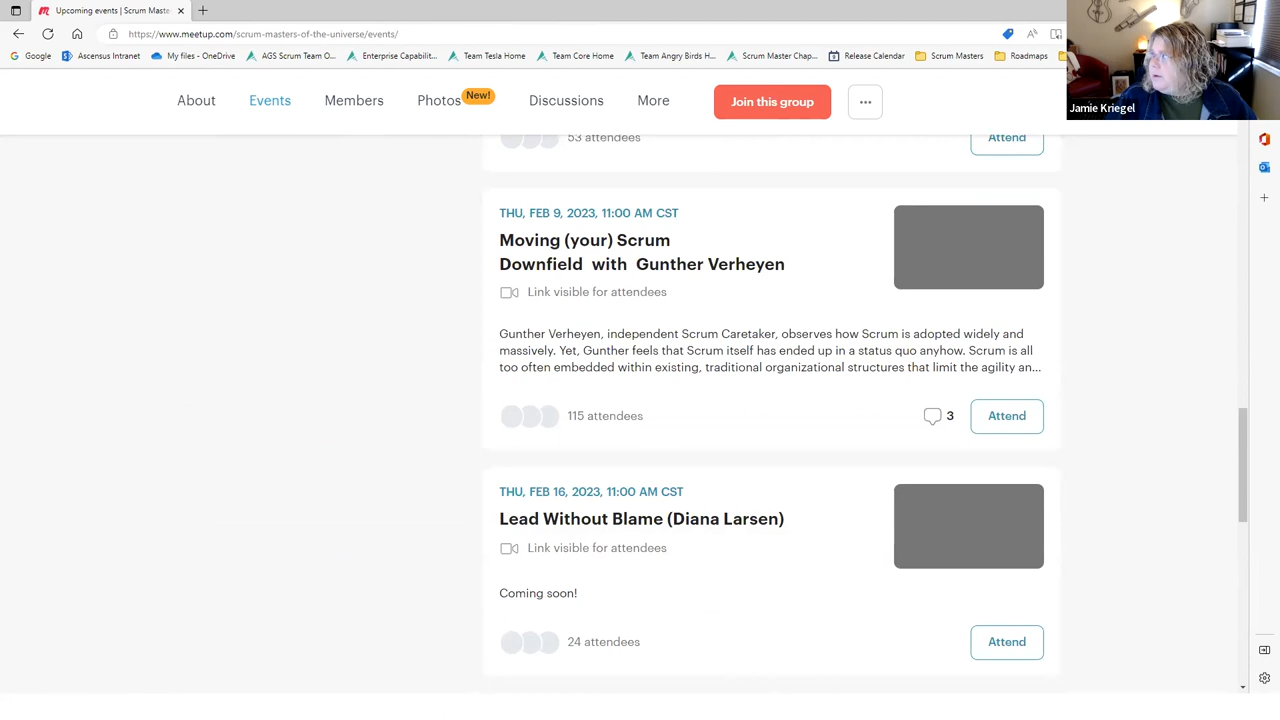 Upcoming events | Scrum Maste
https://www.meetup.com/scrum-masters-of-the-universe/events/
Google
Ascensus Intranet
My files - OneDrive
AGS Scrum Team O...
Enterprise Capabilit...
Team Tesla Home
Team Core Home
Team Angry Birds H...
Scrum Master Chap...
Release Calendar
Scrum Masters
Roadmaps
Jamie Kriegel
About
Events
Members
Photos
New!
Discussions
More
Join this group
53 attendees
Attend
THU, FEB 9, 2023, 11:00 AM CST
Moving (your) Scrum
Downfield with Gunther Verheyen
Link visible for attendees
Gunther Verheyen, independent Scrum Caretaker, observes how Scrum is adopted widely and
massively. Yet, Gunther feels that Scrum itself has ended up in a status quo anyhow. Scrum is all
too often embedded within existing, traditional organizational structures that limit the agility an...
115 attendees
3
Attend
THU, FEB 16, 2023, 11:00 AM CST
Lead Without Blame (Diana Larsen)
Link visible for attendees
Coming soon!
24 attendees
Attend